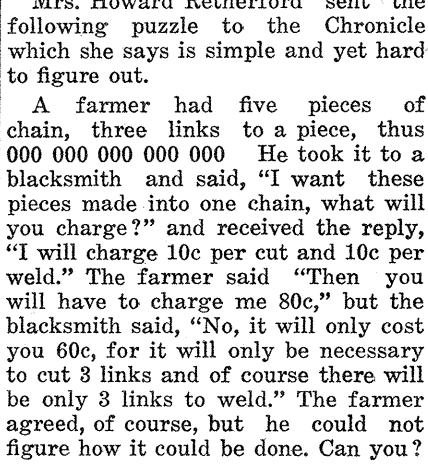 Mrs. Howard Retherford sent the
following puzzle to the Chronicle
which she says is simple and yet hard
to figure out.
A farmer had five pieces of
chain, three links to a piece, thus
000 000 000 000 000 He took it to a
blacksmith and said, "I want these
pieces made into one chain, what will
you charge?" and received the reply,
"I will charge 10c per cut and 10c per
weld." The farmer said "Then you
will have to charge me 80c," but the
blacksmith said, "No, it will only cost
you 60c, for it will only be necessary
to cut 3 links and of course there will
be only 3 links to weld." The farmer
agreed, of course, but he could not
figure how it could be done. Can you?